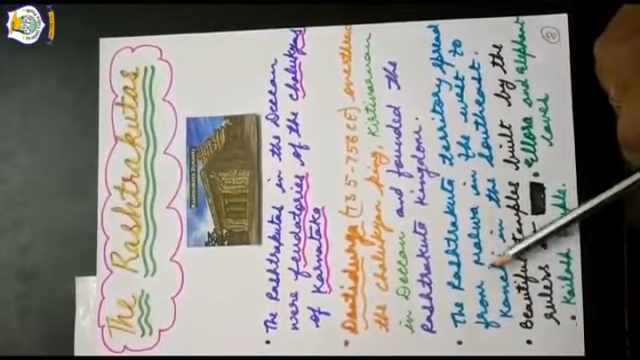 The Rashtrakutas
• The Rashtrakutas in the Deccan
were feudatories of the chalukyas
of Karnataka
• Dantidurga (735-756 CE) overthrew
the chalukyan king, Kirtivarman
in Deccan and founded the
Rashtrakuta Kingdom.
• The Rashtrakuta territory spread
from malwa in the west to
in the Southeast.
• Beautiful temples built by the
rulers Ellora and elephant
caves
• Kailash
2